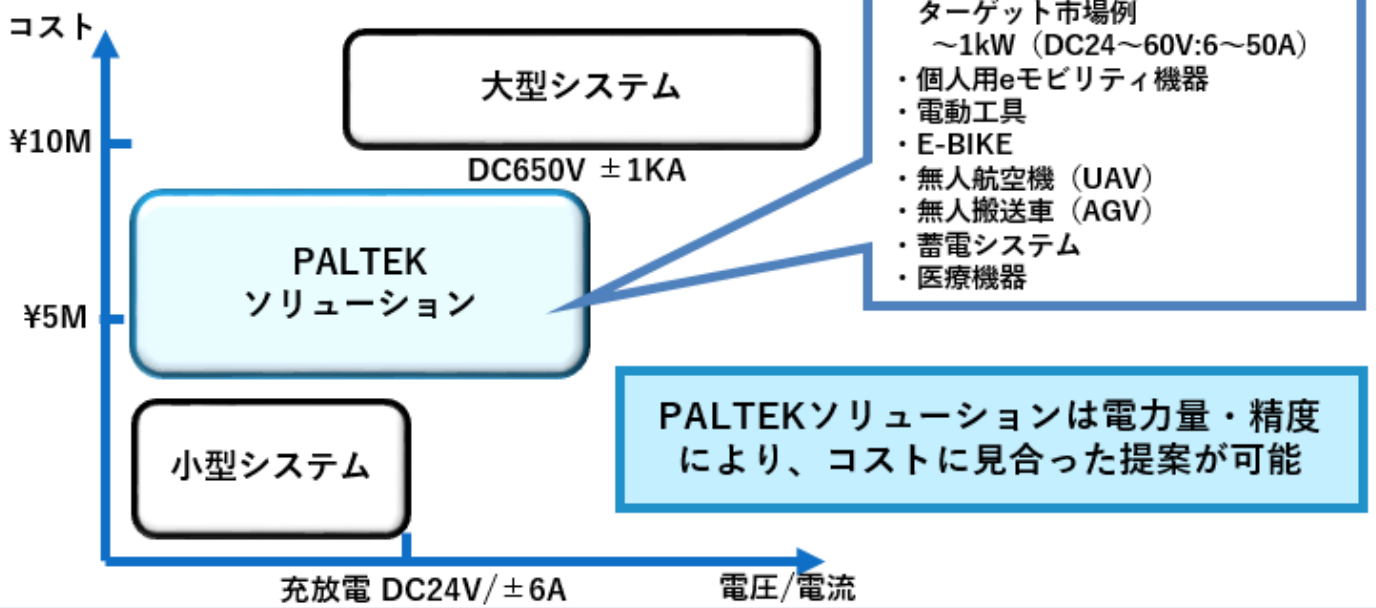 コスト
大型システム
¥10M
DC650V ±1KA
PALTEK
ソリューション
¥5M
小型システム
充放電 DC24V/±6A
電圧/電流
ターゲット市場例
～1kW（DC24～60V:6～50A）
・個人用eモビリティ機器
・電動工具
・E-BIKE
・無人航空機（UAV）
・無人搬送車（AGV）
・蓄電システム
・医療機器
PALTEKソリューションは電力量・精度
により、コストに見合った提案が可能